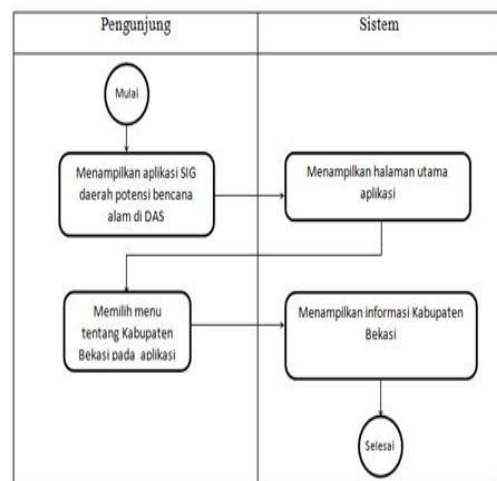 Pengunjung
Sistem
Mulai
Menampilkan aplikasi SIG
daerah potensi bencana
alam di DAS
Menampilkan halaman utama
aplikasi
Memilih menu
tentang Kabupaten
Bekasi pada aplikasi
Menampilkan informasi Kabupaten
Bekasi
Selesai